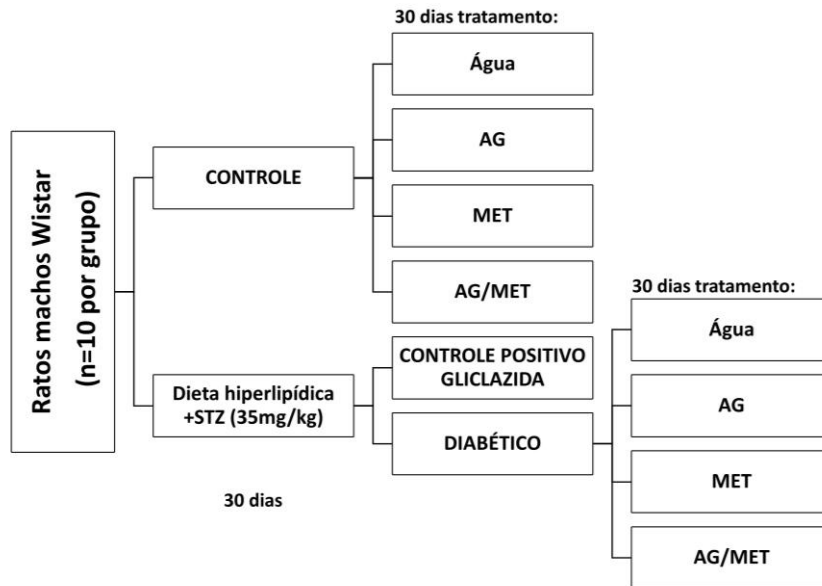 Ratos machos Wistar
(n=10 por grupo)
CONTROLE
Dieta hiperlipídica
+STZ (35mg/kg)
30 dias
30 dias tratamento:
Água
AG
MET
AG/MET
CONTROLE POSITIVO
GLICLAZIDA
DIABÉTICO
30 dias tratamento:
Água
AG
MET
AG/MET